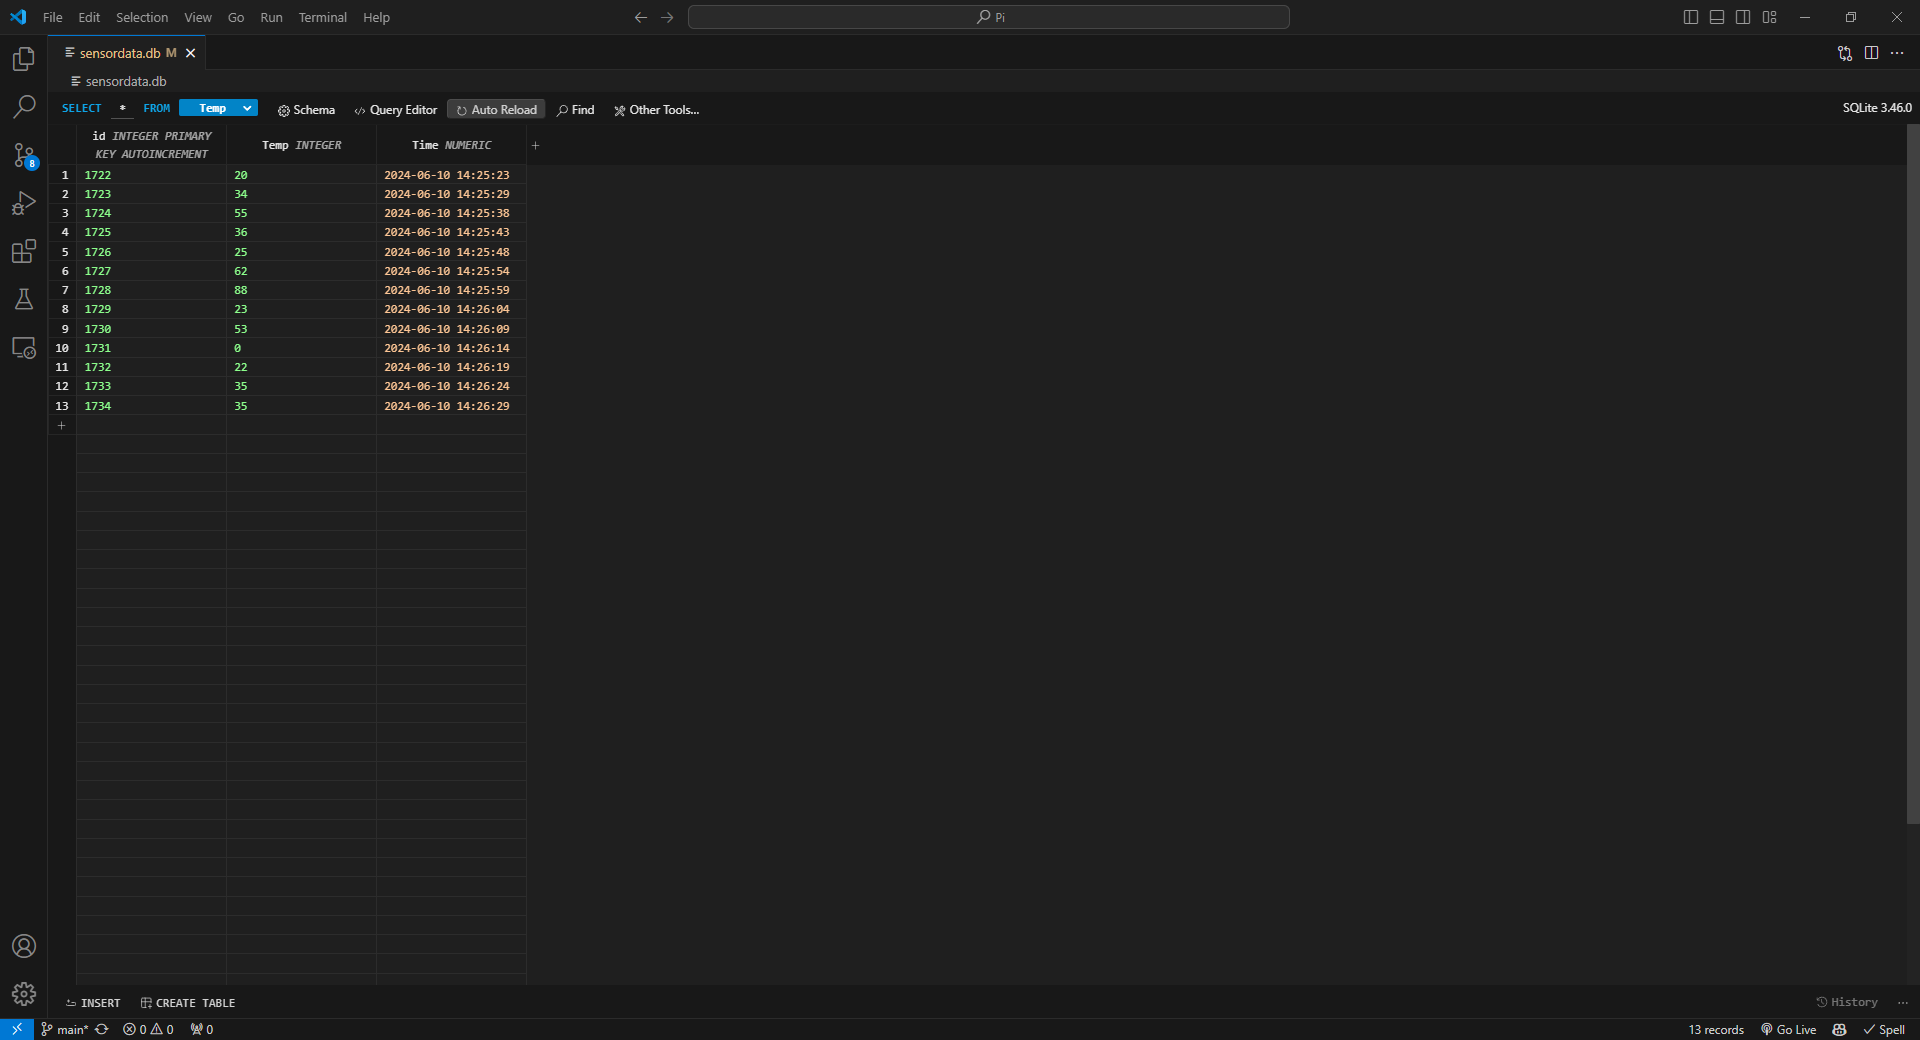 File Edit Selection View Go Run Terminal Help
Pi
sensordata.db M
sensordata.db
SELECT * FROM Temp Schema Query Editor Auto Reload Find Other Tools... SQLite 3.46.0
id INTEGER PRIMARY KEY AUTOINCREMENT Temp INTEGER Time NUMERIC +
1 1722 20 2024-06-10 14:25:23
2 1723 34 2024-06-10 14:25:29
3 1724 55 2024-06-10 14:25:38
4 1725 36 2024-06-10 14:25:43
5 1726 25 2024-06-10 14:25:48
6 1727 62 2024-06-10 14:25:54
7 1728 88 2024-06-10 14:25:59
8 1729 23 2024-06-10 14:26:04
9 1730 53 2024-06-10 14:26:09
10 1731 0 2024-06-10 14:26:14
11 1732 22 2024-06-10 14:26:19
12 1733 35 2024-06-10 14:26:24
13 1734 35 2024-06-10 14:26:29
+
8
INSERT CREATE TABLE History ...
main* 0 0 0 13 records Go Live Spell